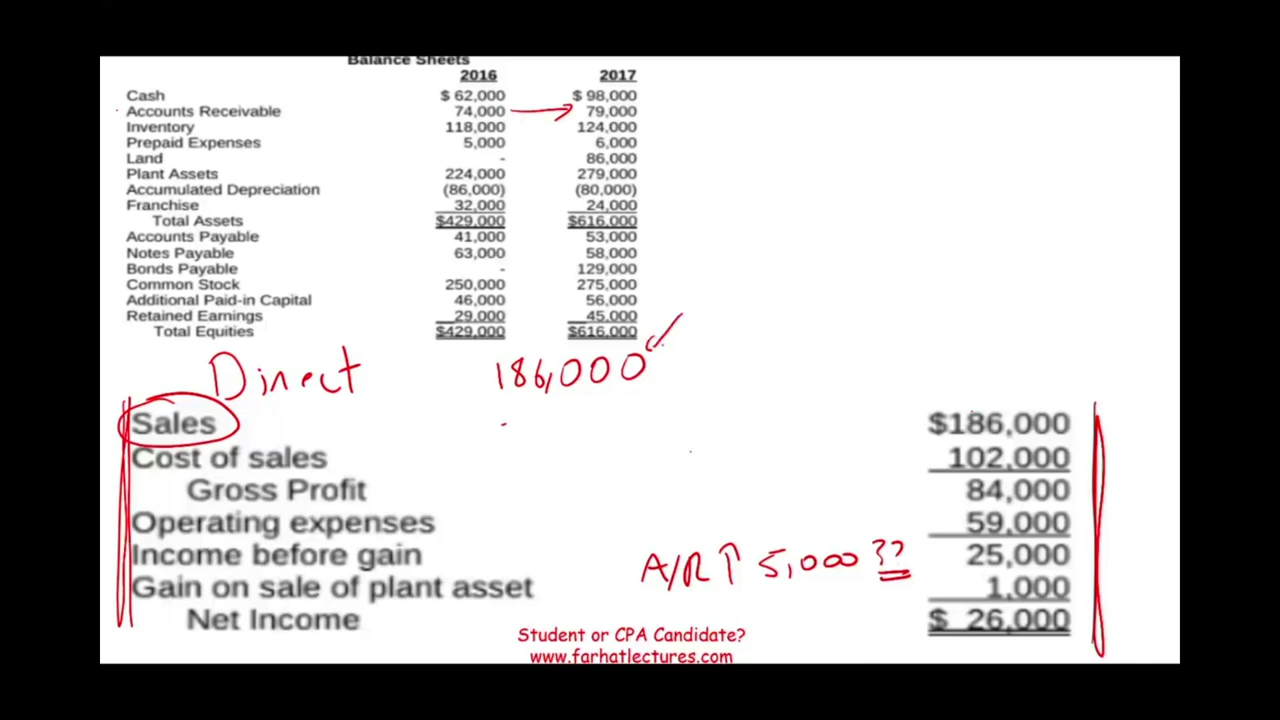 Balance Sheets
2016 2017
Cash $ 62,000 $ 98,000
Accounts Receivable 74,000 79,000
Inventory 118,000 124,000
Prepaid Expenses 5,000 6,000
Land - 86,000
Plant Assets 224,000 279,000
Accumulated Depreciation (86,000) (80,000)
Franchise 32,000 24,000
Total Assets $429,000 $616,000
Accounts Payable 41,000 53,000
Notes Payable 63,000 58,000
Bonds Payable - 129,000
Common Stock 250,000 275,000
Additional Paid-in Capital 46,000 56,000
Retained Earnings 29,000 45,000
Total Equities $429,000 $616,000
Direct 186,000
Sales $186,000
Cost of sales 102,000
Gross Profit 84,000
Operating expenses 59,000
Income before gain 25,000
A/R ↑ 5,000 ??
Gain on sale of plant asset 1,000
Net Income $ 26,000
Student or CPA Candidate?
www.farhatlectures.com